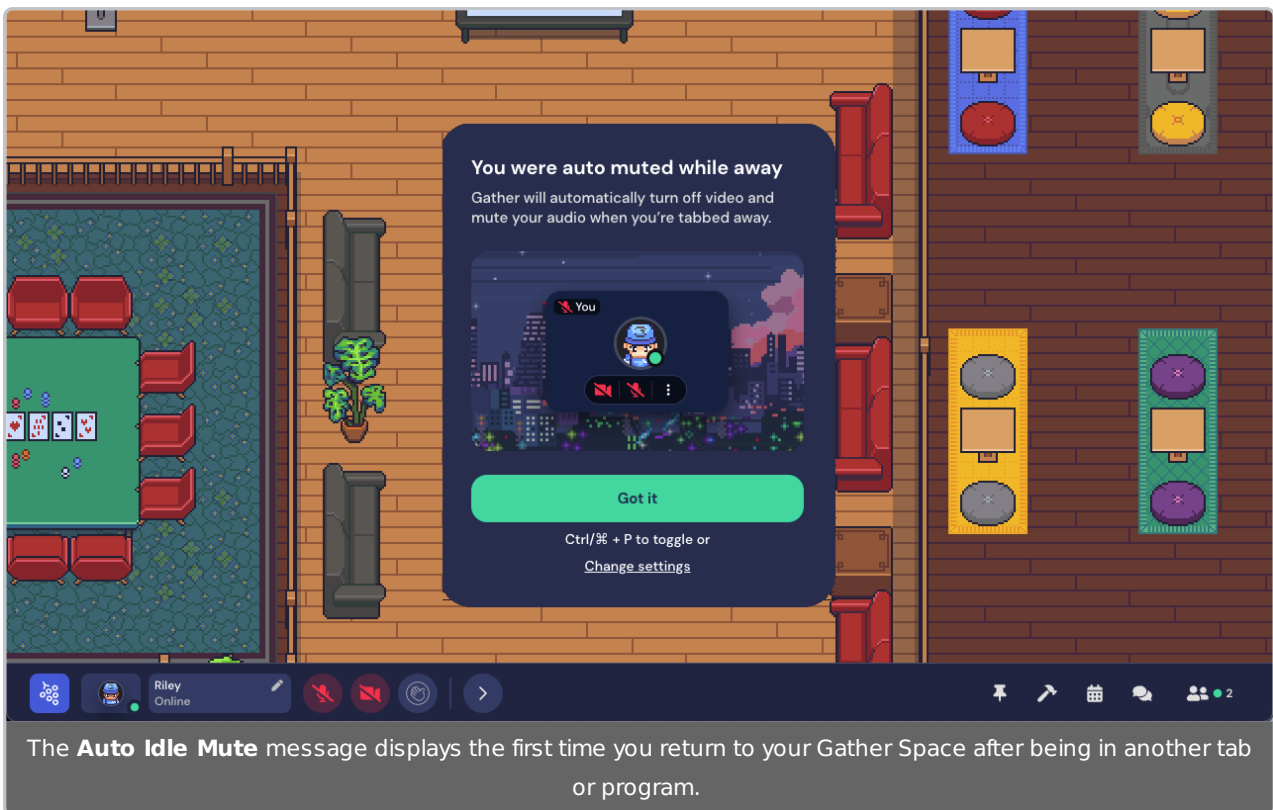 You were auto muted while away
Gather will automatically turn off video and
mute your audio when you’re tabbed away.
You
Got it
Ctrl/⌘ + P to toggle or
Change settings
Riley
Online
2
The Auto Idle Mute message displays the first time you return to your Gather Space after being in another tab
or program.